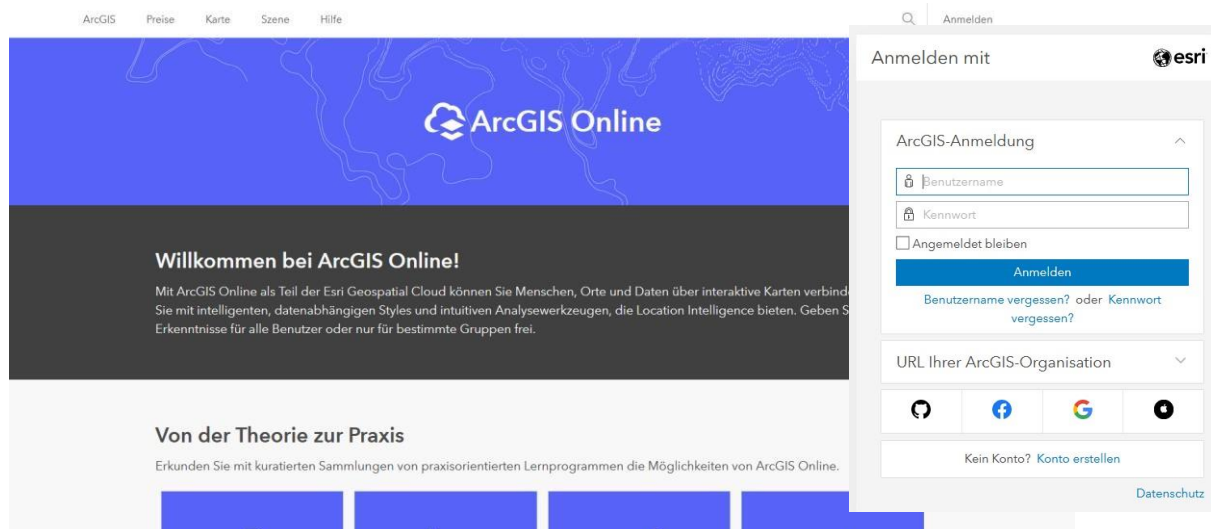 ArcGIS Preise Karte Szene Hilfe
Anmelden
ArcGIS Online
Willkommen bei ArcGIS Online!
Mit ArcGIS Online als Teil der Esri Geospatial Cloud können Sie Menschen, Orte und Daten über interaktive Karten
Sie mit intelligenten, datenabhängigen Styles und intuitiven Analysewerkzeugen, die Location Intelligence bieten. Geben
Erkenntnisse für alle Benutzer oder nur für bestimmte Gruppen frei.
Von der Theorie zur Praxis
Erkunden Sie mit kuratierten Sammlungen von praxisorientierten Lernprogrammen die Möglichkeiten von ArcGIS Online.
Anmelden mit
esri
ArcGIS-Anmeldung
Benutzername
Kennwort
Angemeldet bleiben
Anmelden
Benutzername vergessen? oder Kennwort
vergessen?
URL Ihrer ArcGIS-Organisation
Kein Konto? Konto erstellen
Datenschutz